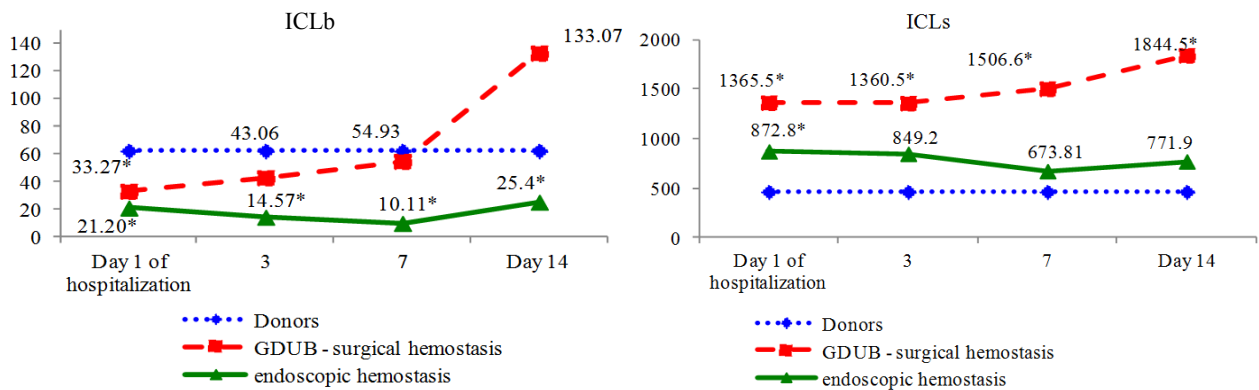 ICLb
140
120
100
80
60
40
20
0
133.07
43.06
54.93
33.27*
14.57*
10.11*
25.4*
21.20*
Day 1 of
hospitalization
3
7
Day 14
Donors
GDUB - surgical hemostasis
endoscopic hemostasis
ICLs
2000
1500
1000
500
0
1365.5*
1360.5*
1506.6*
1844.5*
872.8*
849.2
673.81
771.9
Day 1 of
hospitalization
3
7
Day 14
Donors
GDUB - surgical hemostasis
endoscopic hemostasis